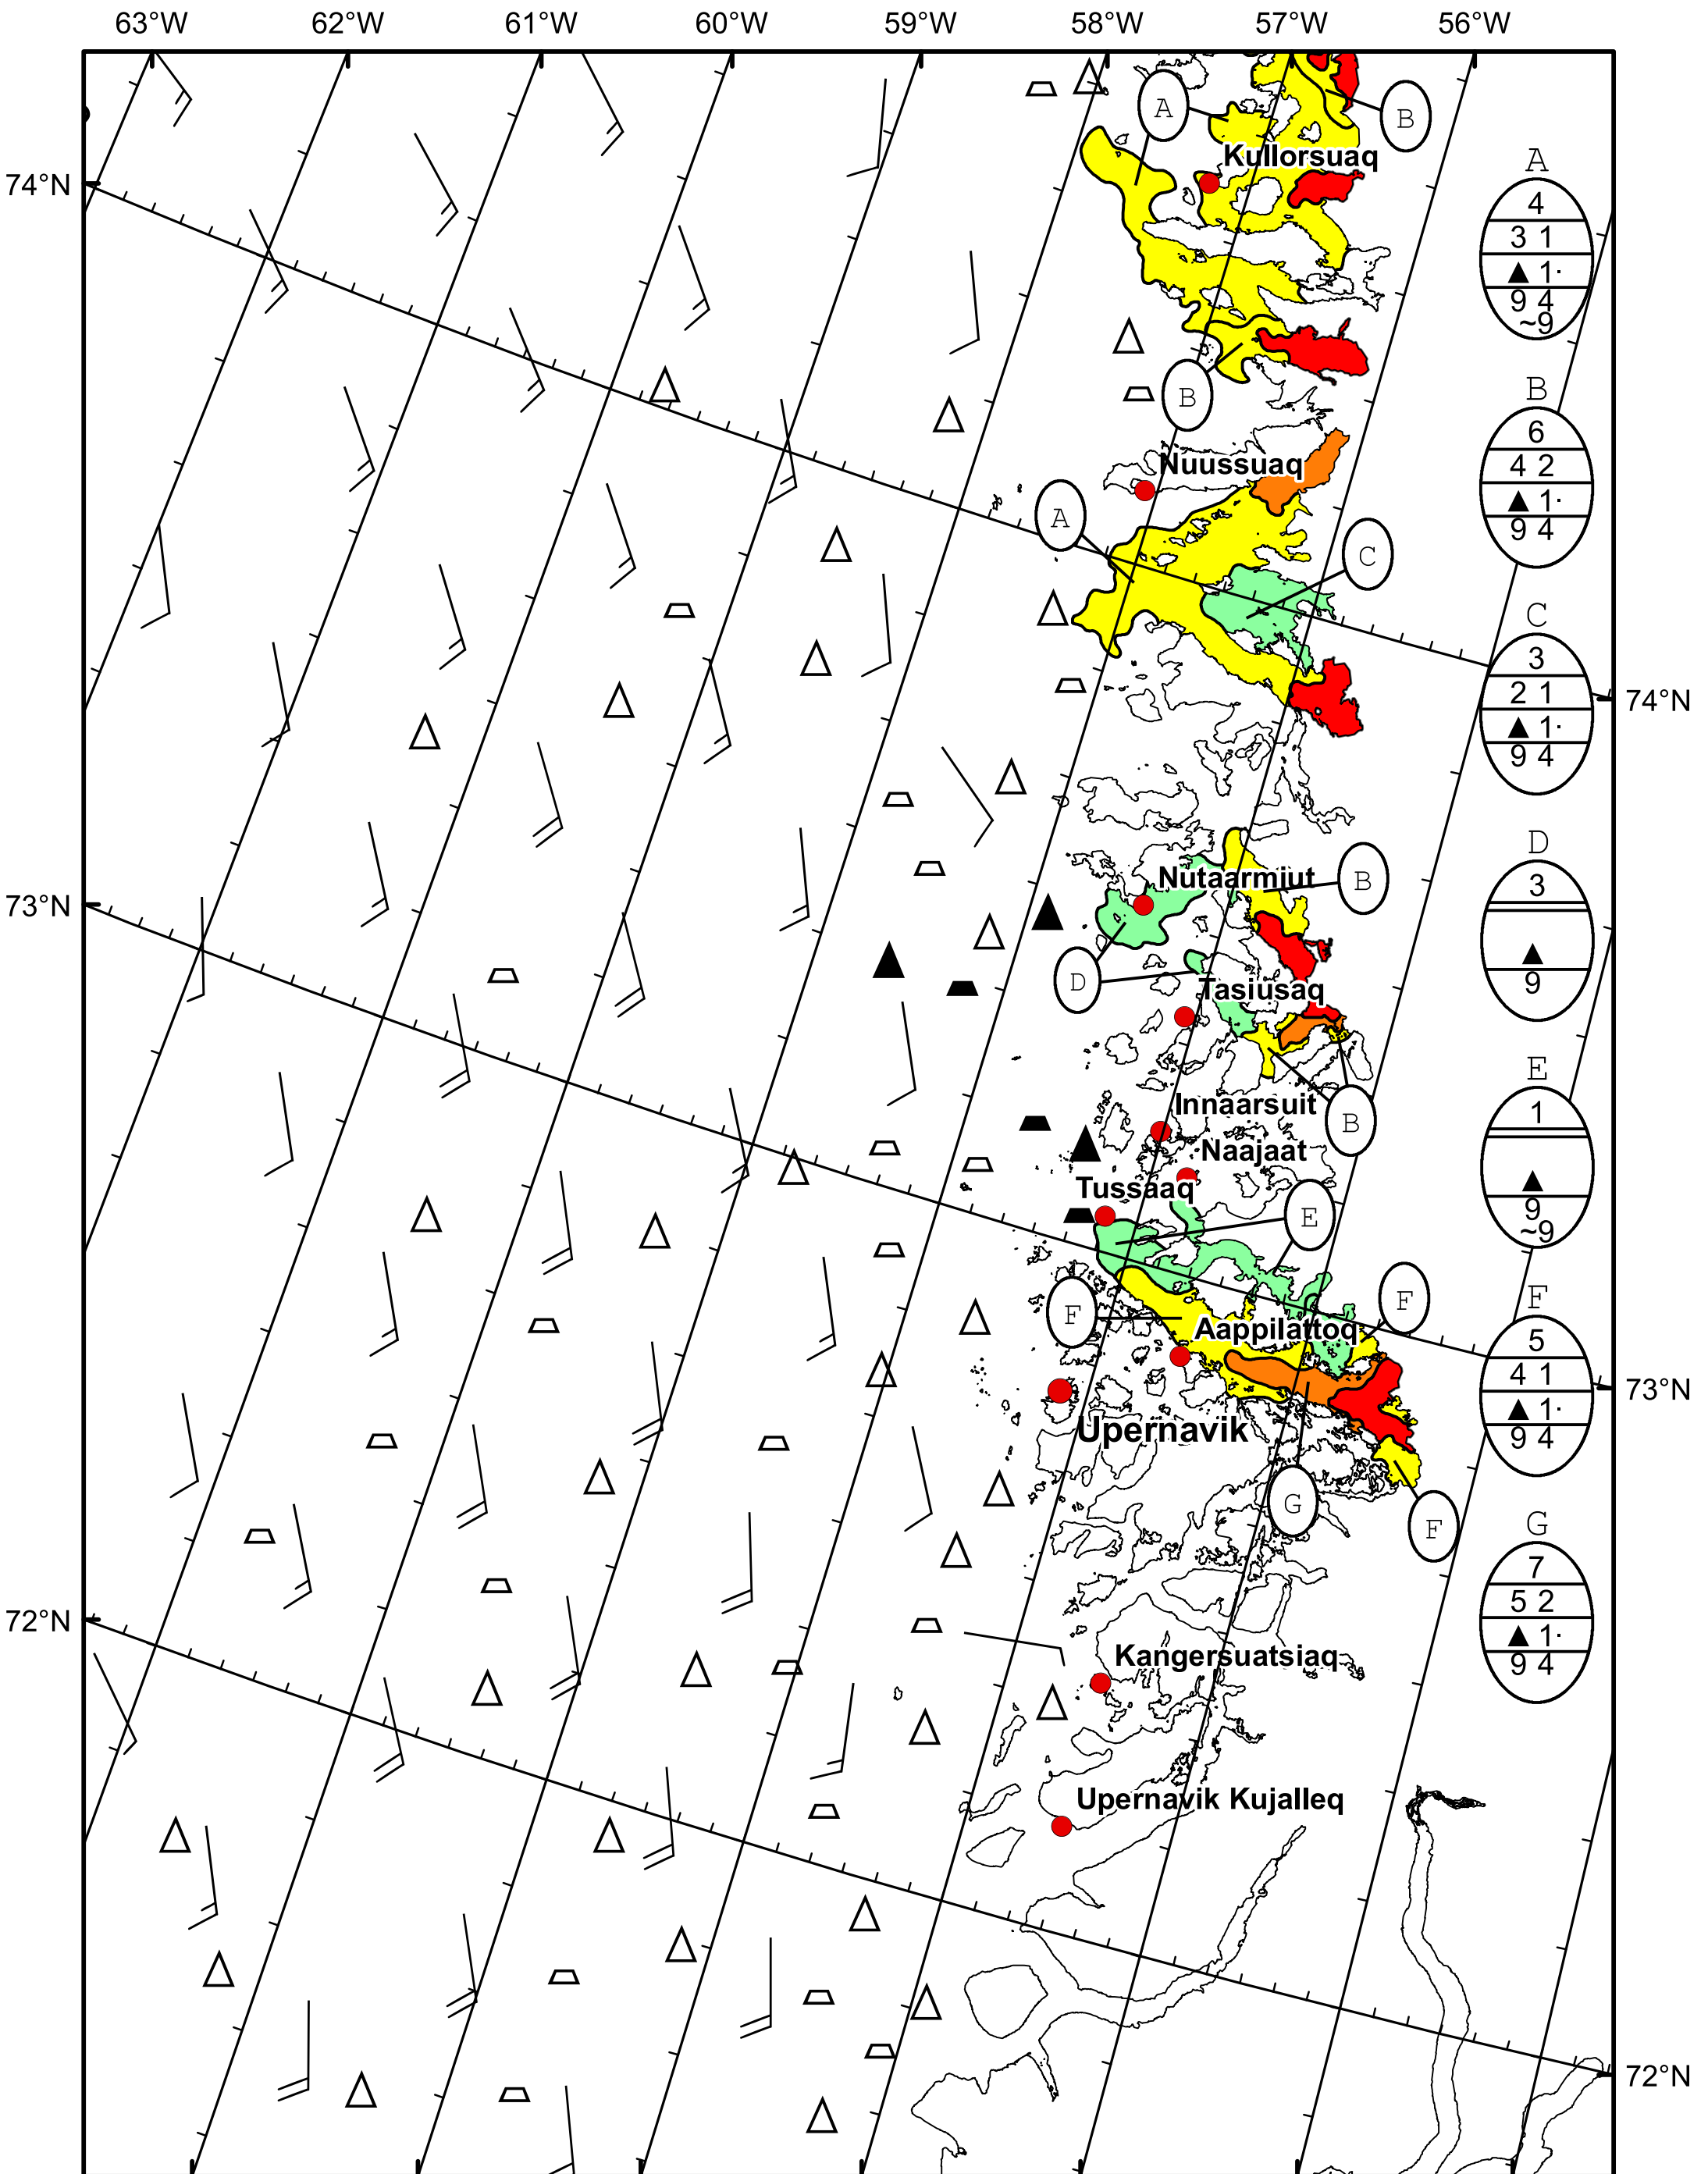 63°W 62°W 61°W 60°W 59°W 58°W 57°W 56°W
A
B
Kullorsuaq
74°N
A
4
3 1
▲ 1·
9 4
~9
B
B
6
4 2
▲ 1·
9 4
Nuussuaq
A
C
C
3
2 1
▲ 1·
9 4
74°N
Nutaarmiut
B
D
3
▲
9
73°N
D
Tasiusaq
B
Innaarsuit
Naajaat
Tussaaq
E
E
1
▲
9
~9
F
F
Aappilattoq
F
5
4 1
▲ 1·
9 4
73°N
Upernavik
G
F
G
7
5 2
▲ 1·
9 4
72°N
Kangersuatsiaq
Upernavik Kujalleq
72°N